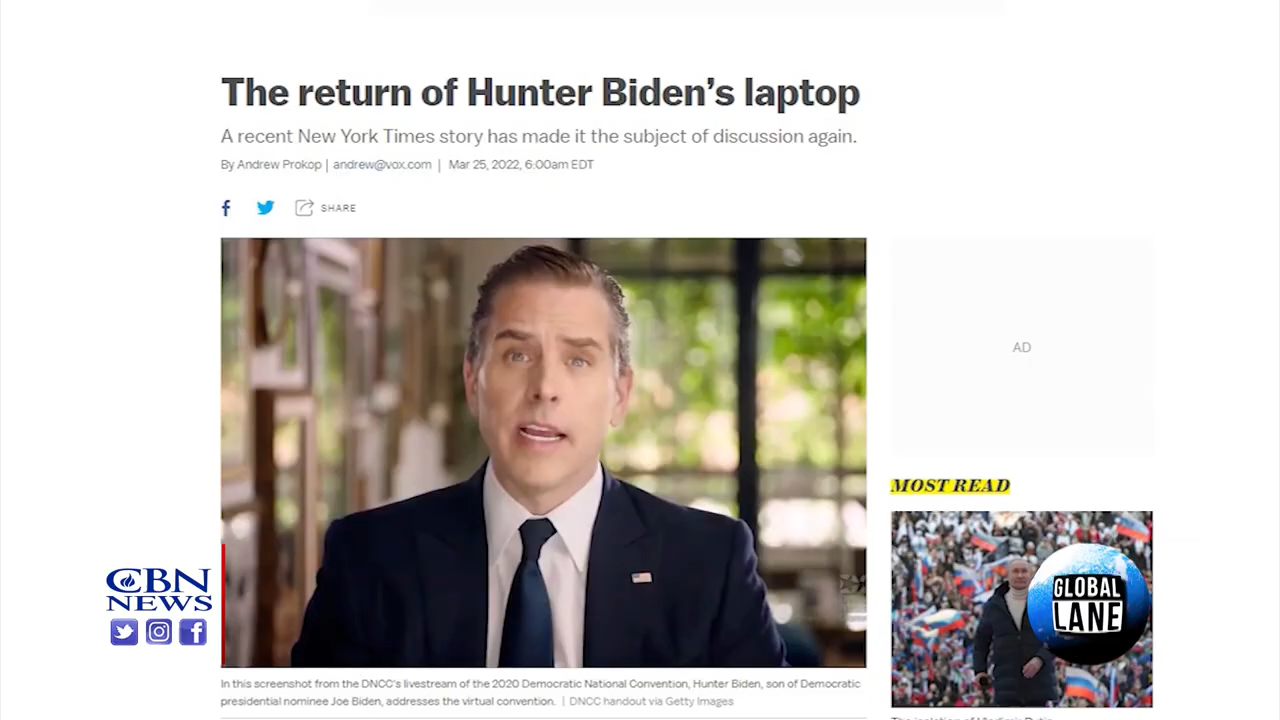 The return of Hunter Biden's laptop
A recent New York Times story has made it the subject of discussion again.
By Andrew Prokop | andrew@vox.com | Mar 25, 2022, 6:00am EDT
SHARE
AD
MOST READ
CBN
NEWS
GLOBAL
LANE
In this screenshot from the DNCC's livestream of the 2020 Democratic National Convention, Hunter Biden, son of Democratic
presidential nominee Joe Biden, addresses the virtual convention. | DNCC handout via Getty Images